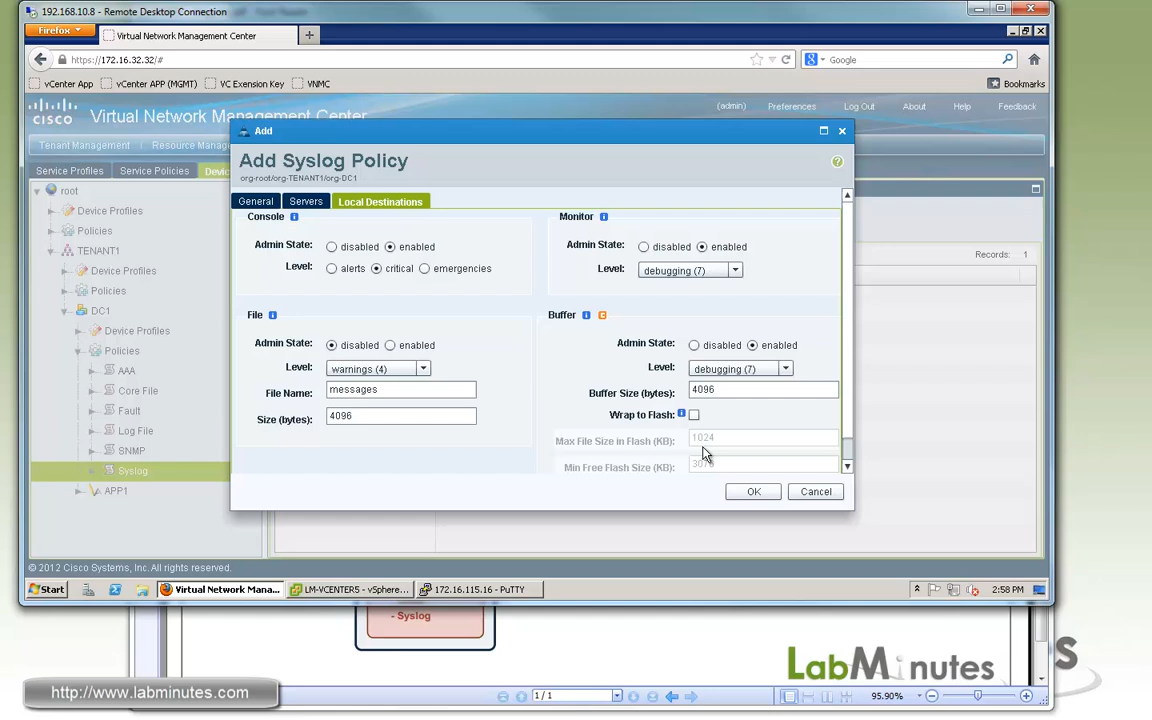 192.168.10.8 - Remote Desktop Connection
Firefox
Virtual Network Management Center
https://172.16.32.32/#
Google
vCenter App
vCenter APP (MGMT)
VC Exension Key
VNMC
Bookmarks
CISCO
Virtual Network Management Center
(admin)
Preferences
Log Out
About
Help
Feedback
Tenant Management
Resource Mana
Service Profiles
Service Policies
Devic
Add
Add Syslog Policy
org-root/org-TENANT1/org-DC1
General
Servers
Local Destinations
root
Device Profiles
Policies
TENANT1
Device Profiles
Policies
DC1
Device Profiles
Policies
AAA
Core File
Fault
Log File
SNMP
Syslog
APP1
Console
Admin State: disabled enabled
Level: alerts critical emergencies
Monitor
Admin State: disabled enabled
Level: debugging (7)
File
Admin State: disabled enabled
Level: warnings (4)
File Name: messages
Size (bytes): 4096
Buffer
Admin State: disabled enabled
Level: debugging (7)
Buffer Size (bytes): 4096
Wrap to Flash:
Max File Size in Flash (KB): 1024
Min Free Flash Size (KB):
OK
Cancel
Records: 1
© 2012 Cisco Systems, Inc. All rights reserved.
Start
Virtual Network Mana...
LM-VCENTER5 - vSphere...
172.16.115.16 - PuTTY
2:58 PM
- Syslog
LabMinutes
http://www.labminutes.com
1 / 1
95.90%